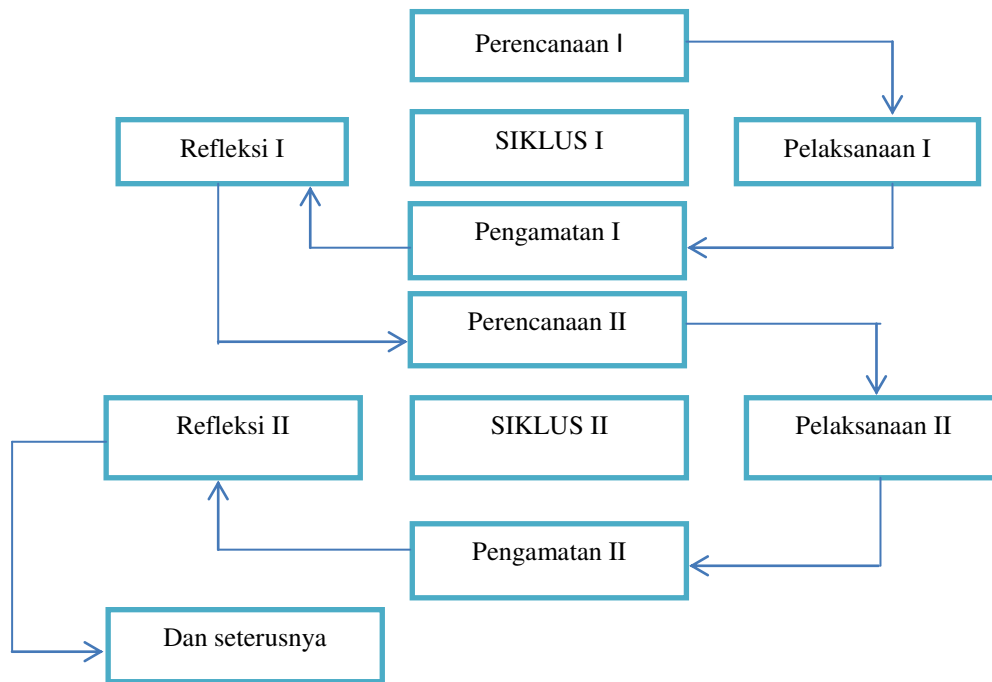 Perencanaan I
Refleksi I
SIKLUS I
Pelaksanaan I
Pengamatan I
Perencanaan II
Refleksi II
SIKLUS II
Pelaksanaan II
Pengamatan II
Dan seterusnya